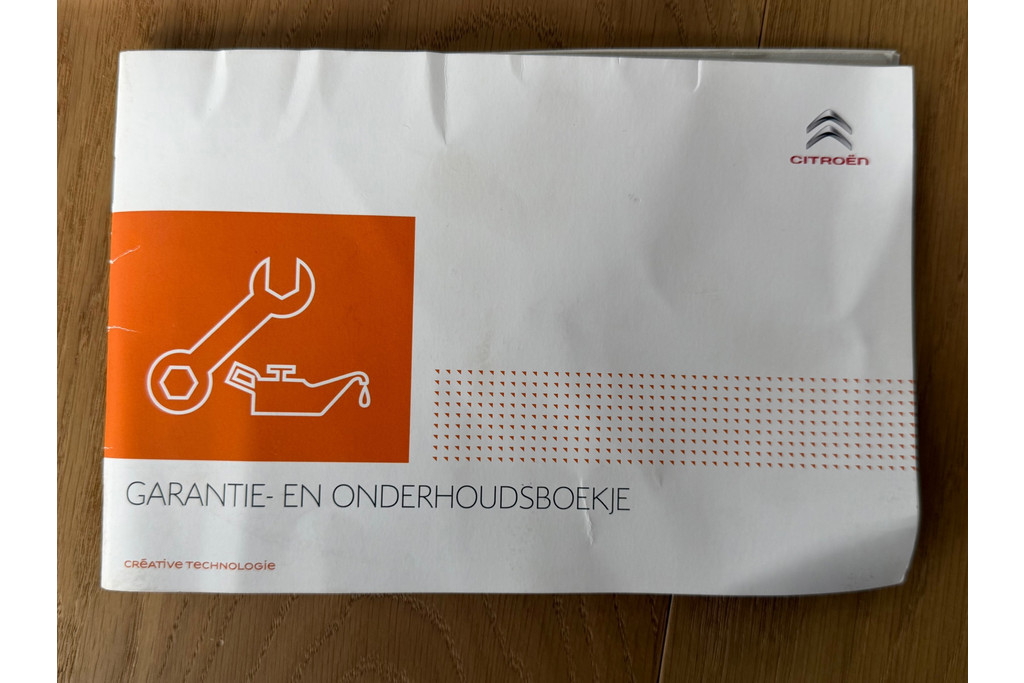 CITROËN
GARANTIE- EN ONDERHOUDSBOEKJE
CRÉATIVE TECHNOLOGIE